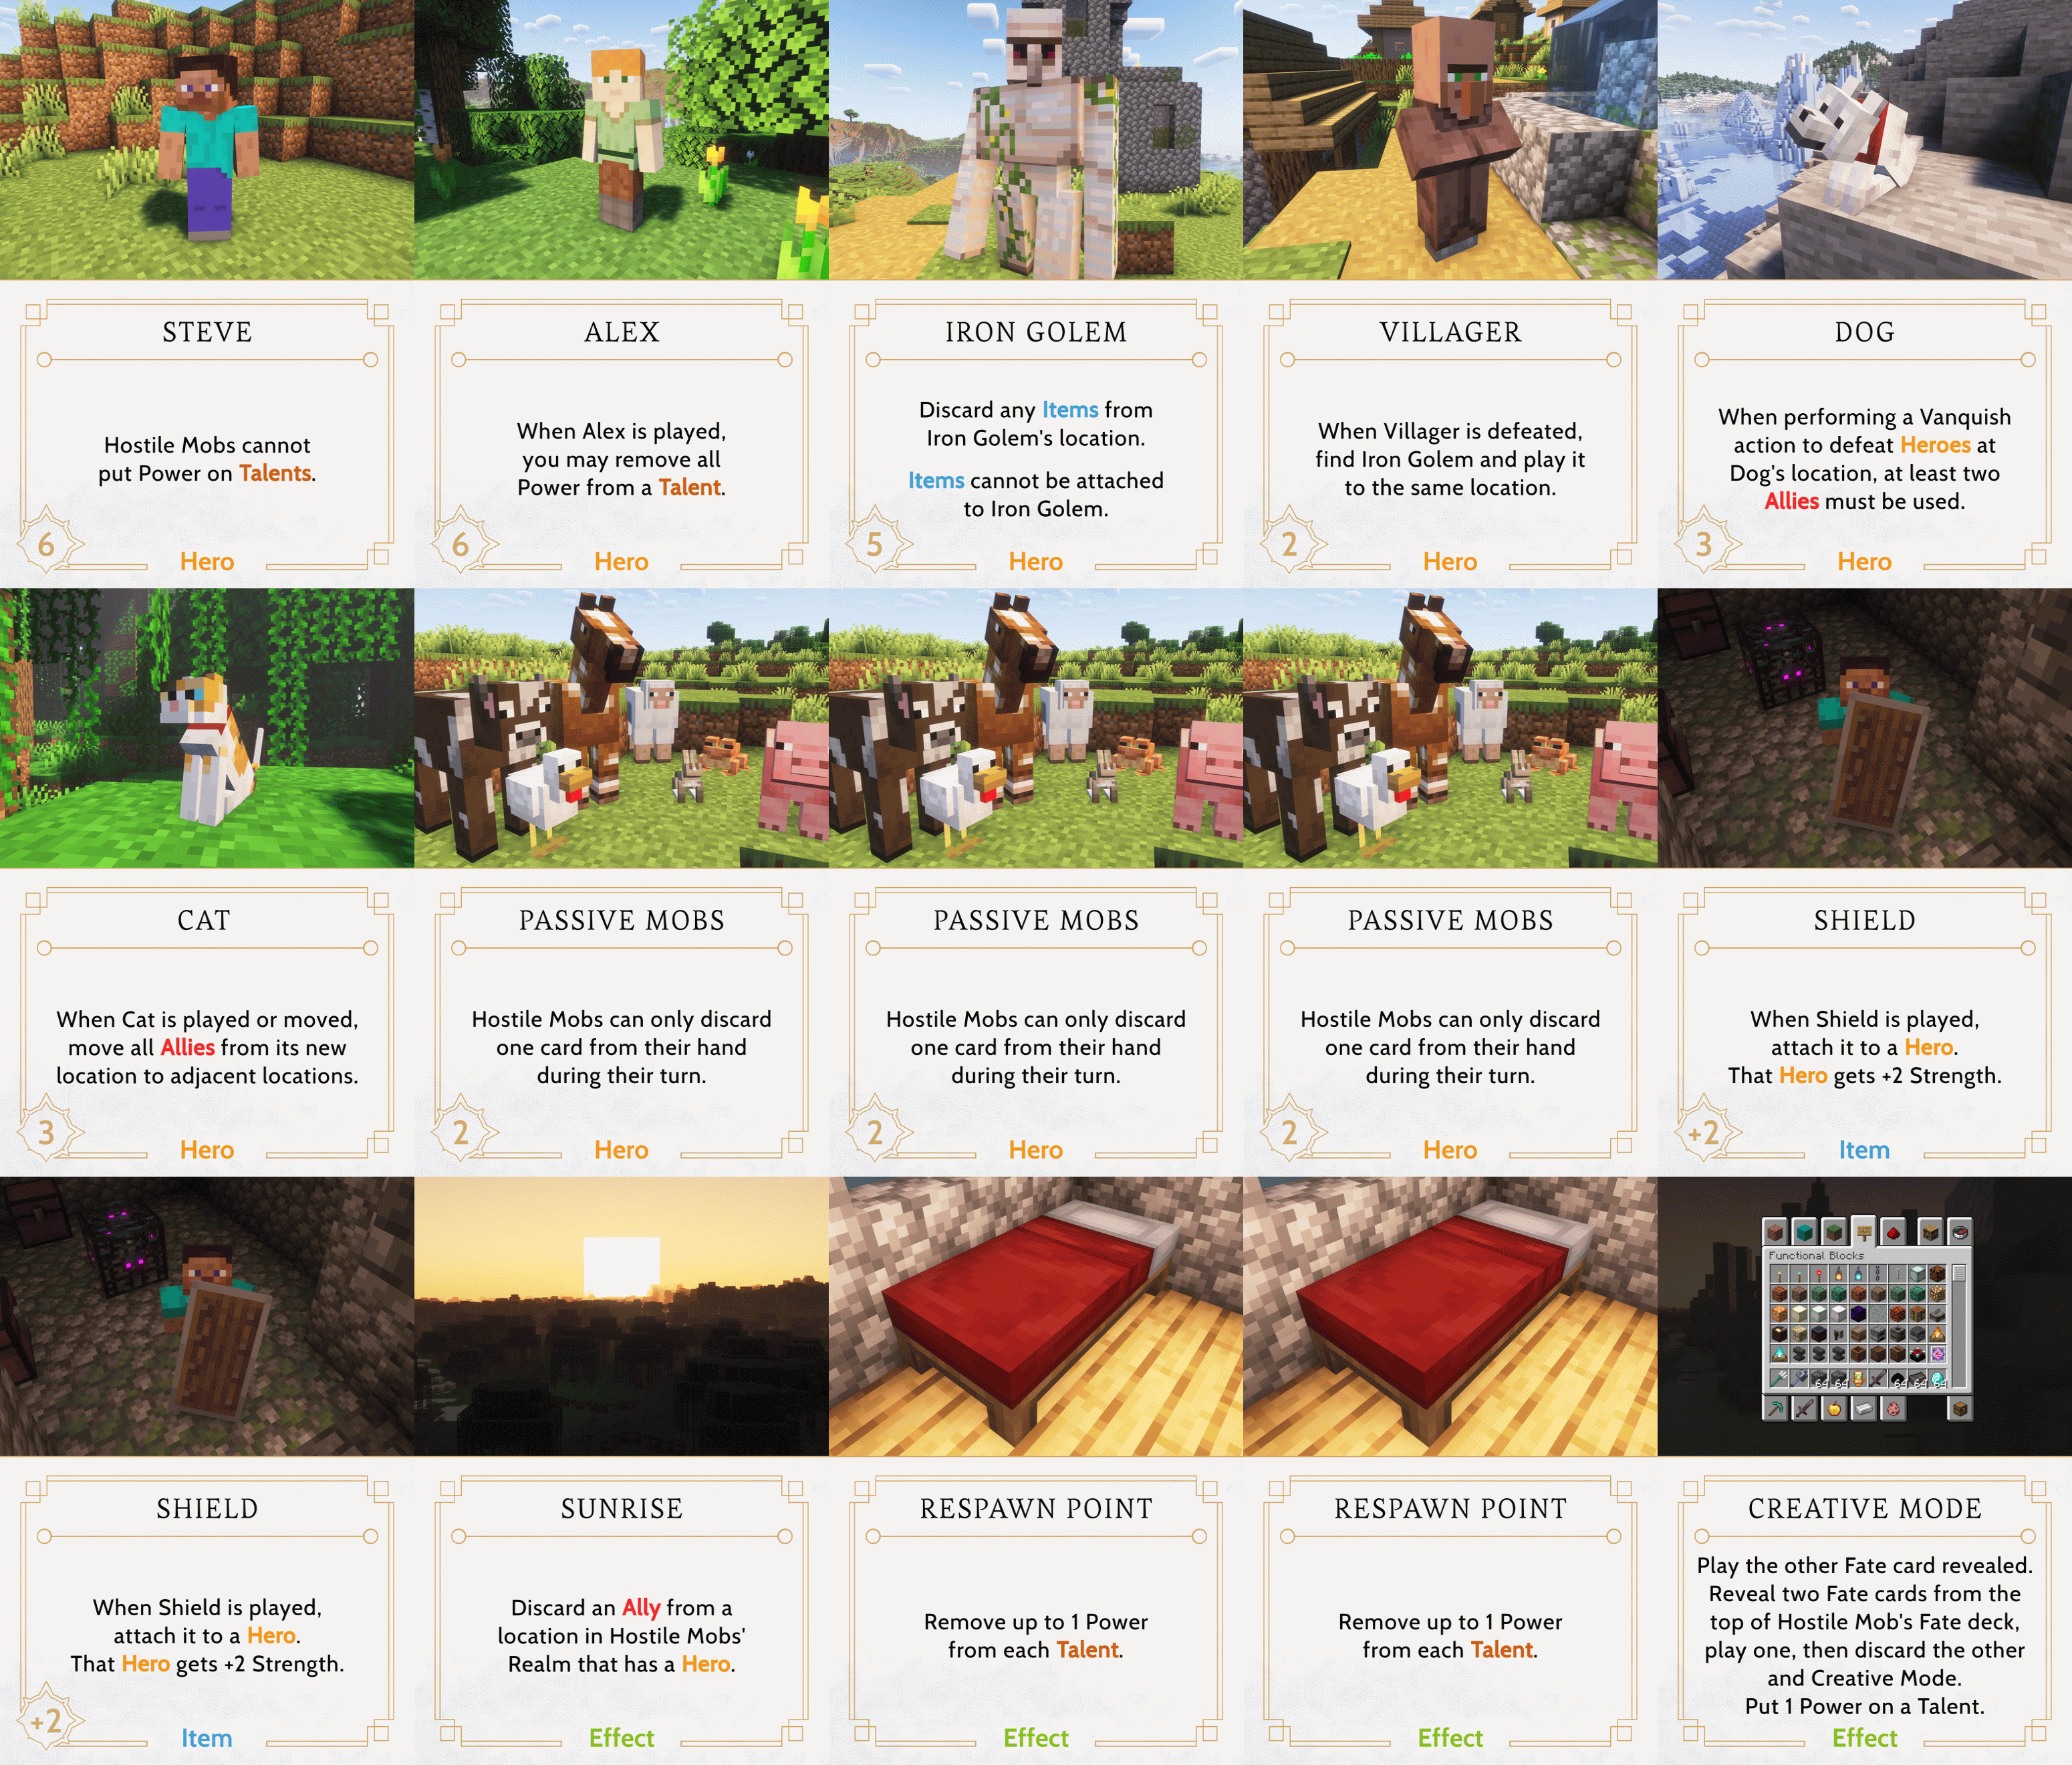 STEVE
Hostile Mobs cannot
put Power on Talents.
6
Hero
ALEX
When Alex is played,
you may remove all
Power from a Talent.
6
Hero
IRON GOLEM
Discard any Items from
Iron Golem's location.
Items cannot be attached
to Iron Golem.
5
Hero
VILLAGER
When Villager is defeated,
find Iron Golem and play it
to the same location.
2
Hero
DOG
When performing a Vanquish
action to defeat Heroes at
Dog's location, at least two
Allies must be used.
3
Hero
CAT
When Cat is played or moved,
move all Allies from its new
location to adjacent locations.
3
Hero
PASSIVE MOBS
Hostile Mobs can only discard
one card from their hand
during their turn.
2
Hero
PASSIVE MOBS
Hostile Mobs can only discard
one card from their hand
during their turn.
2
Hero
PASSIVE MOBS
Hostile Mobs can only discard
one card from their hand
during their turn.
2
Hero
SHIELD
When Shield is played,
attach it to a Hero.
That Hero gets +2 Strength.
+2
Item
SHIELD
When Shield is played,
attach it to a Hero.
That Hero gets +2 Strength.
+2
Item
SUNRISE
Discard an Ally from a
location in Hostile Mobs'
Realm that has a Hero.
Effect
RESPAWN POINT
Remove up to 1 Power
from each Talent.
Effect
RESPAWN POINT
Remove up to 1 Power
from each Talent.
Effect
Functional Blocks
64 64 64 64 64
CREATIVE MODE
Play the other Fate card revealed.
Reveal two Fate cards from the
top of Hostile Mob's Fate deck,
play one, then discard the other
and Creative Mode.
Put 1 Power on a Talent.
Effect